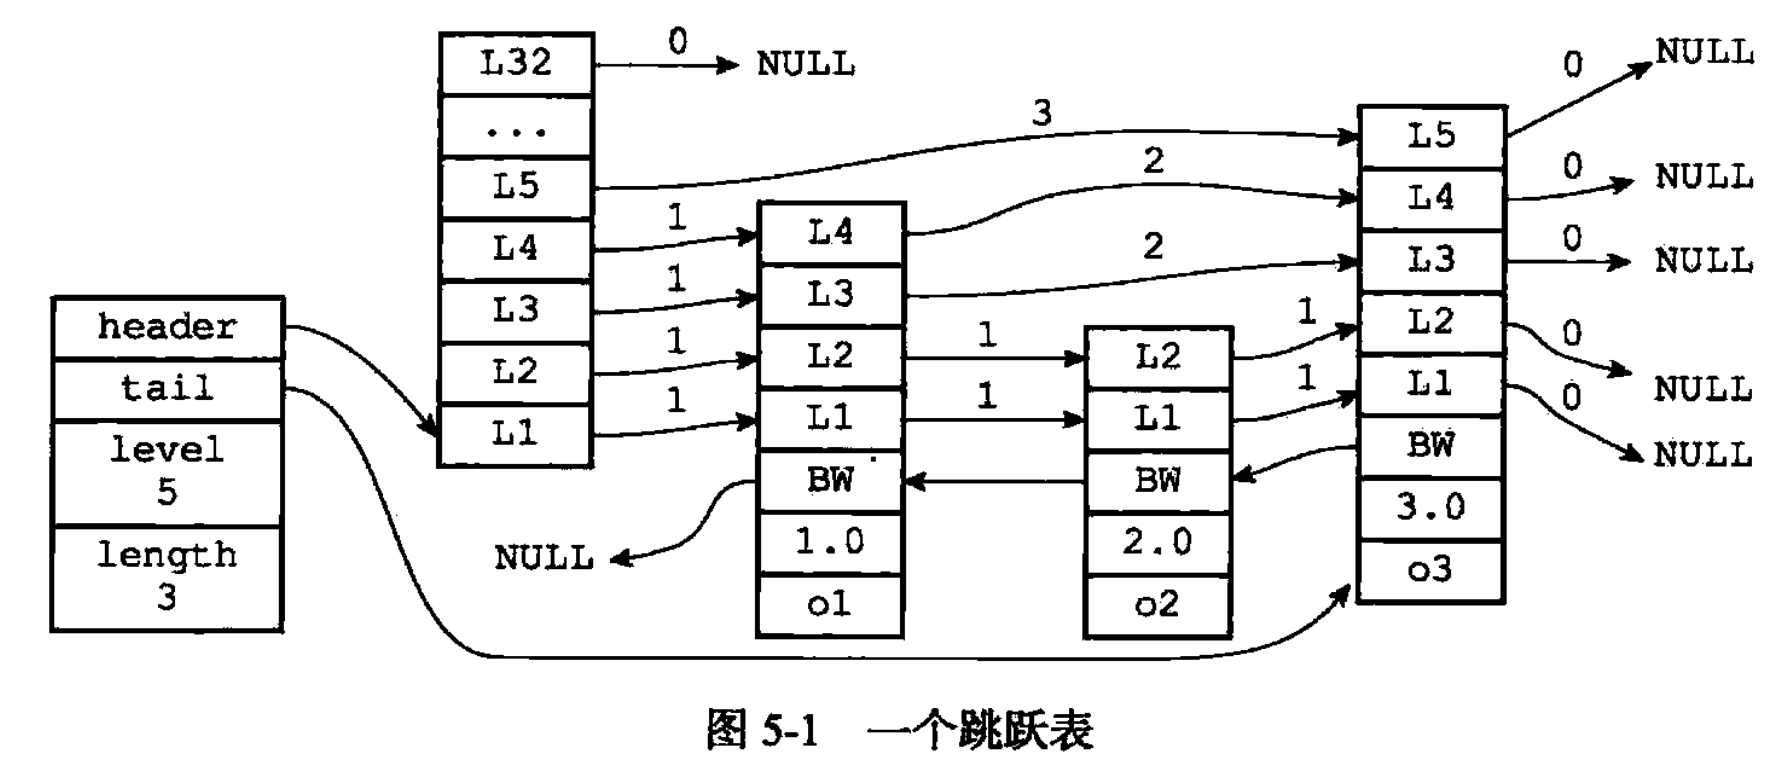 header
tail
level
5
length
3
L32
...
L5
L4
L3
L2
L1
0
NULL
3
1
1
1
1
L4
L3
L2
L1
BW
1.0
o1
NULL
2
2
1
1
L2
L1
BW
2.0
o2
1
1
L5
L4
L3
L2
L1
BW
3.0
o3
0
NULL
0
NULL
0
NULL
0
NULL
0
NULL
图 5-1 一个跳跃表